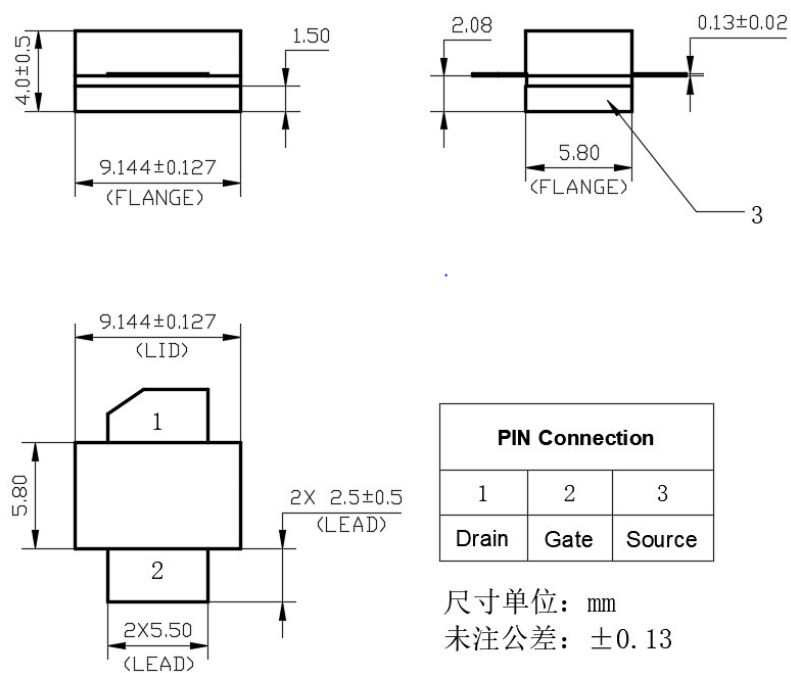 4.0±0.5
1.50
9.144±0.127
(FLANGE)
2.08
0.13±0.02
5.80
(FLANGE)
3
9.144±0.127
(LID)
1
5.80
2X 2.5±0.5
(LEAD)
2
2X5.50
(LEAD)
PIN Connection
1 2 3
Drain Gate Source
尺寸单位：mm
未注公差：±0.13